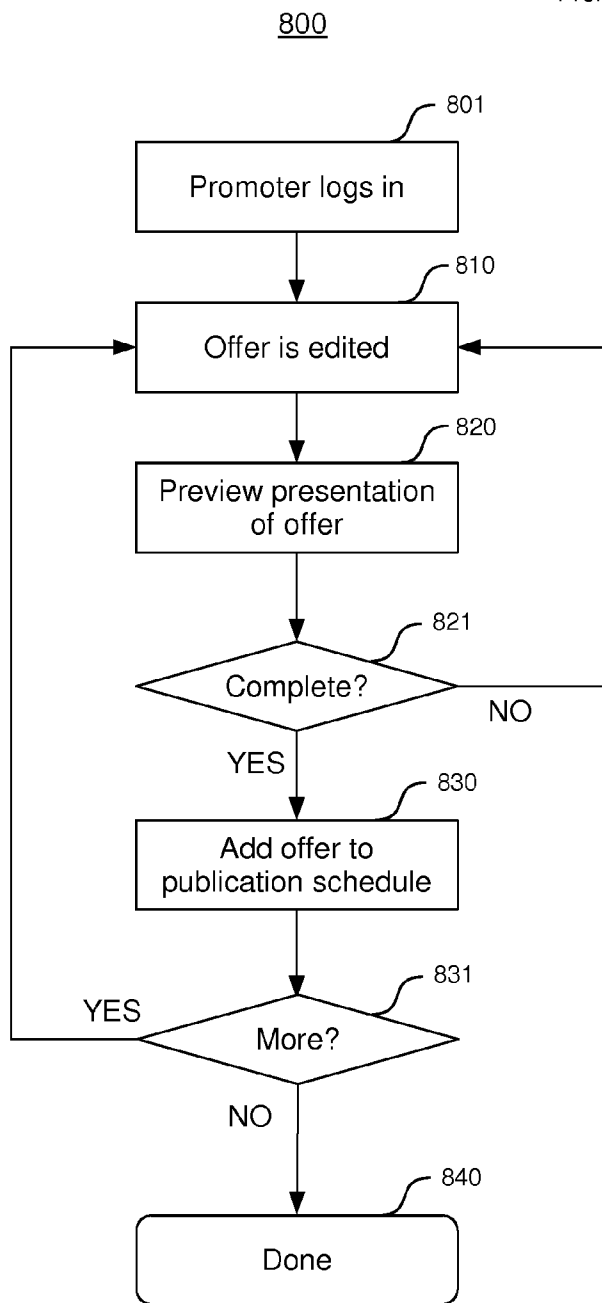 800
801
Promoter logs in
810
Offer is edited
820
Preview presentation
of offer
821
Complete?
NO
YES
830
Add offer to
publication schedule
831
YES
More?
NO
840
Done